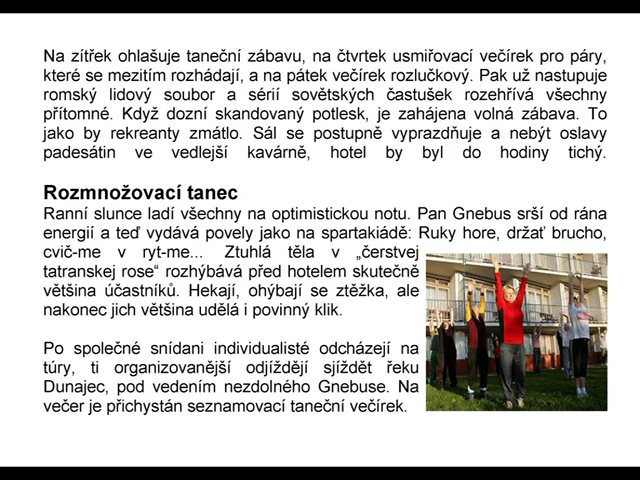 Na zítřek ohlašuje taneční zábavu, na čtvrtek usmiřovací večírek pro páry,
které se mezitím rozhádají, a na pátek večírek rozlučkový. Pak už nastupuje
romský lidový soubor a sérií sovětských častušek rozehřívá všechny
přítomné. Když dozní skandovaný potlesk, je zahájena volná zábava. To
jako by rekreanty zmátlo. Sál se postupně vyprazdňuje a nebýt oslavy
padesátin ve vedlejší kavárně, hotel by byl do hodiny tichý.
Rozmnožovací tanec
Ranní slunce ladí všechny na optimistickou notu. Pan Gnebus srší od rána
energií a teď vydává povely jako na spartakiádě: Ruky hore, držať brucho,
cvič-me v ryt-me... Ztuhlá těla v „čerstvej
tatranskej rose“ rozhýbává před hotelem skutečně
většina účastníků. Hekají, ohýbají se ztěžka, ale
nakonec jich většina udělá i povinný klik.
Po společné snídani individualisté odcházejí na
túry, ti organizovanější odjíždějí sjíždět řeku
Dunajec, pod vedením nezdolného Gnebuse. Na
večer je přichystán seznamovací taneční večírek.